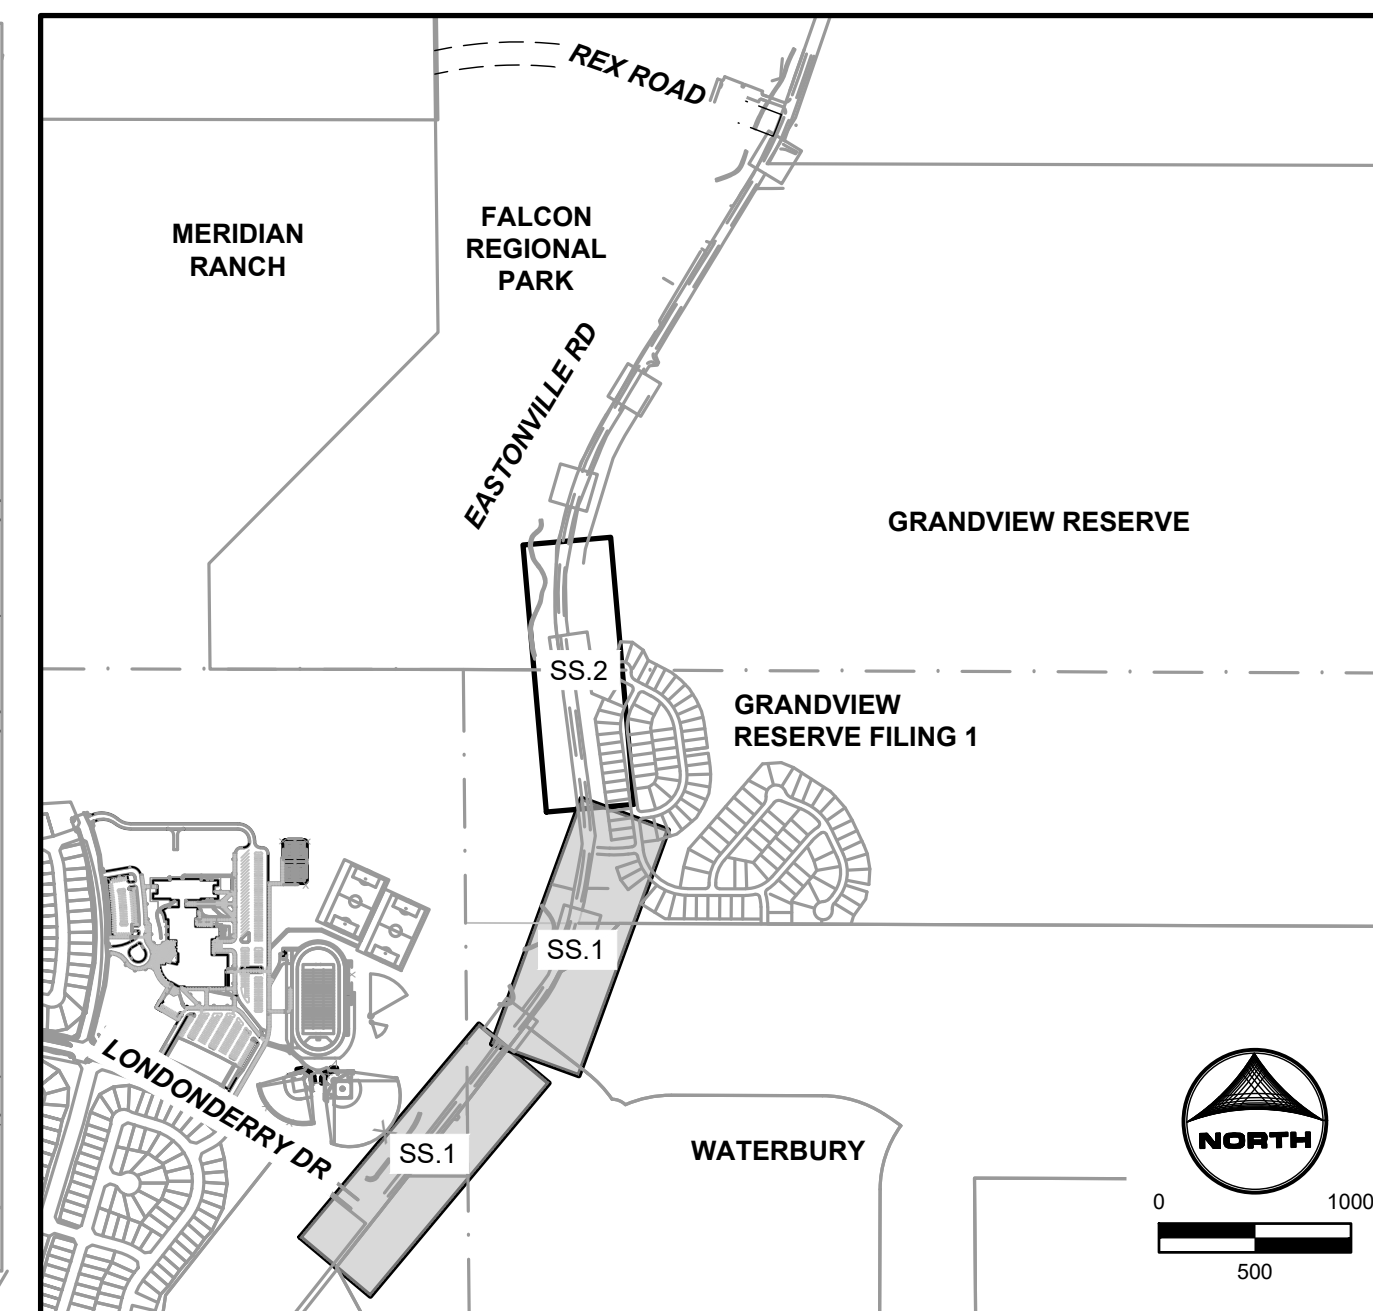 REX ROAD
MERIDIAN
RANCH
FALCON
REGIONAL
PARK
EASTONVILLE RD
GRANDVIEW RESERVE
SS.2
GRANDVIEW
RESERVE FILING 1
SS.1
LONDONDERRY DR
SS.1
WATERBURY
NORTH
0 1000
500